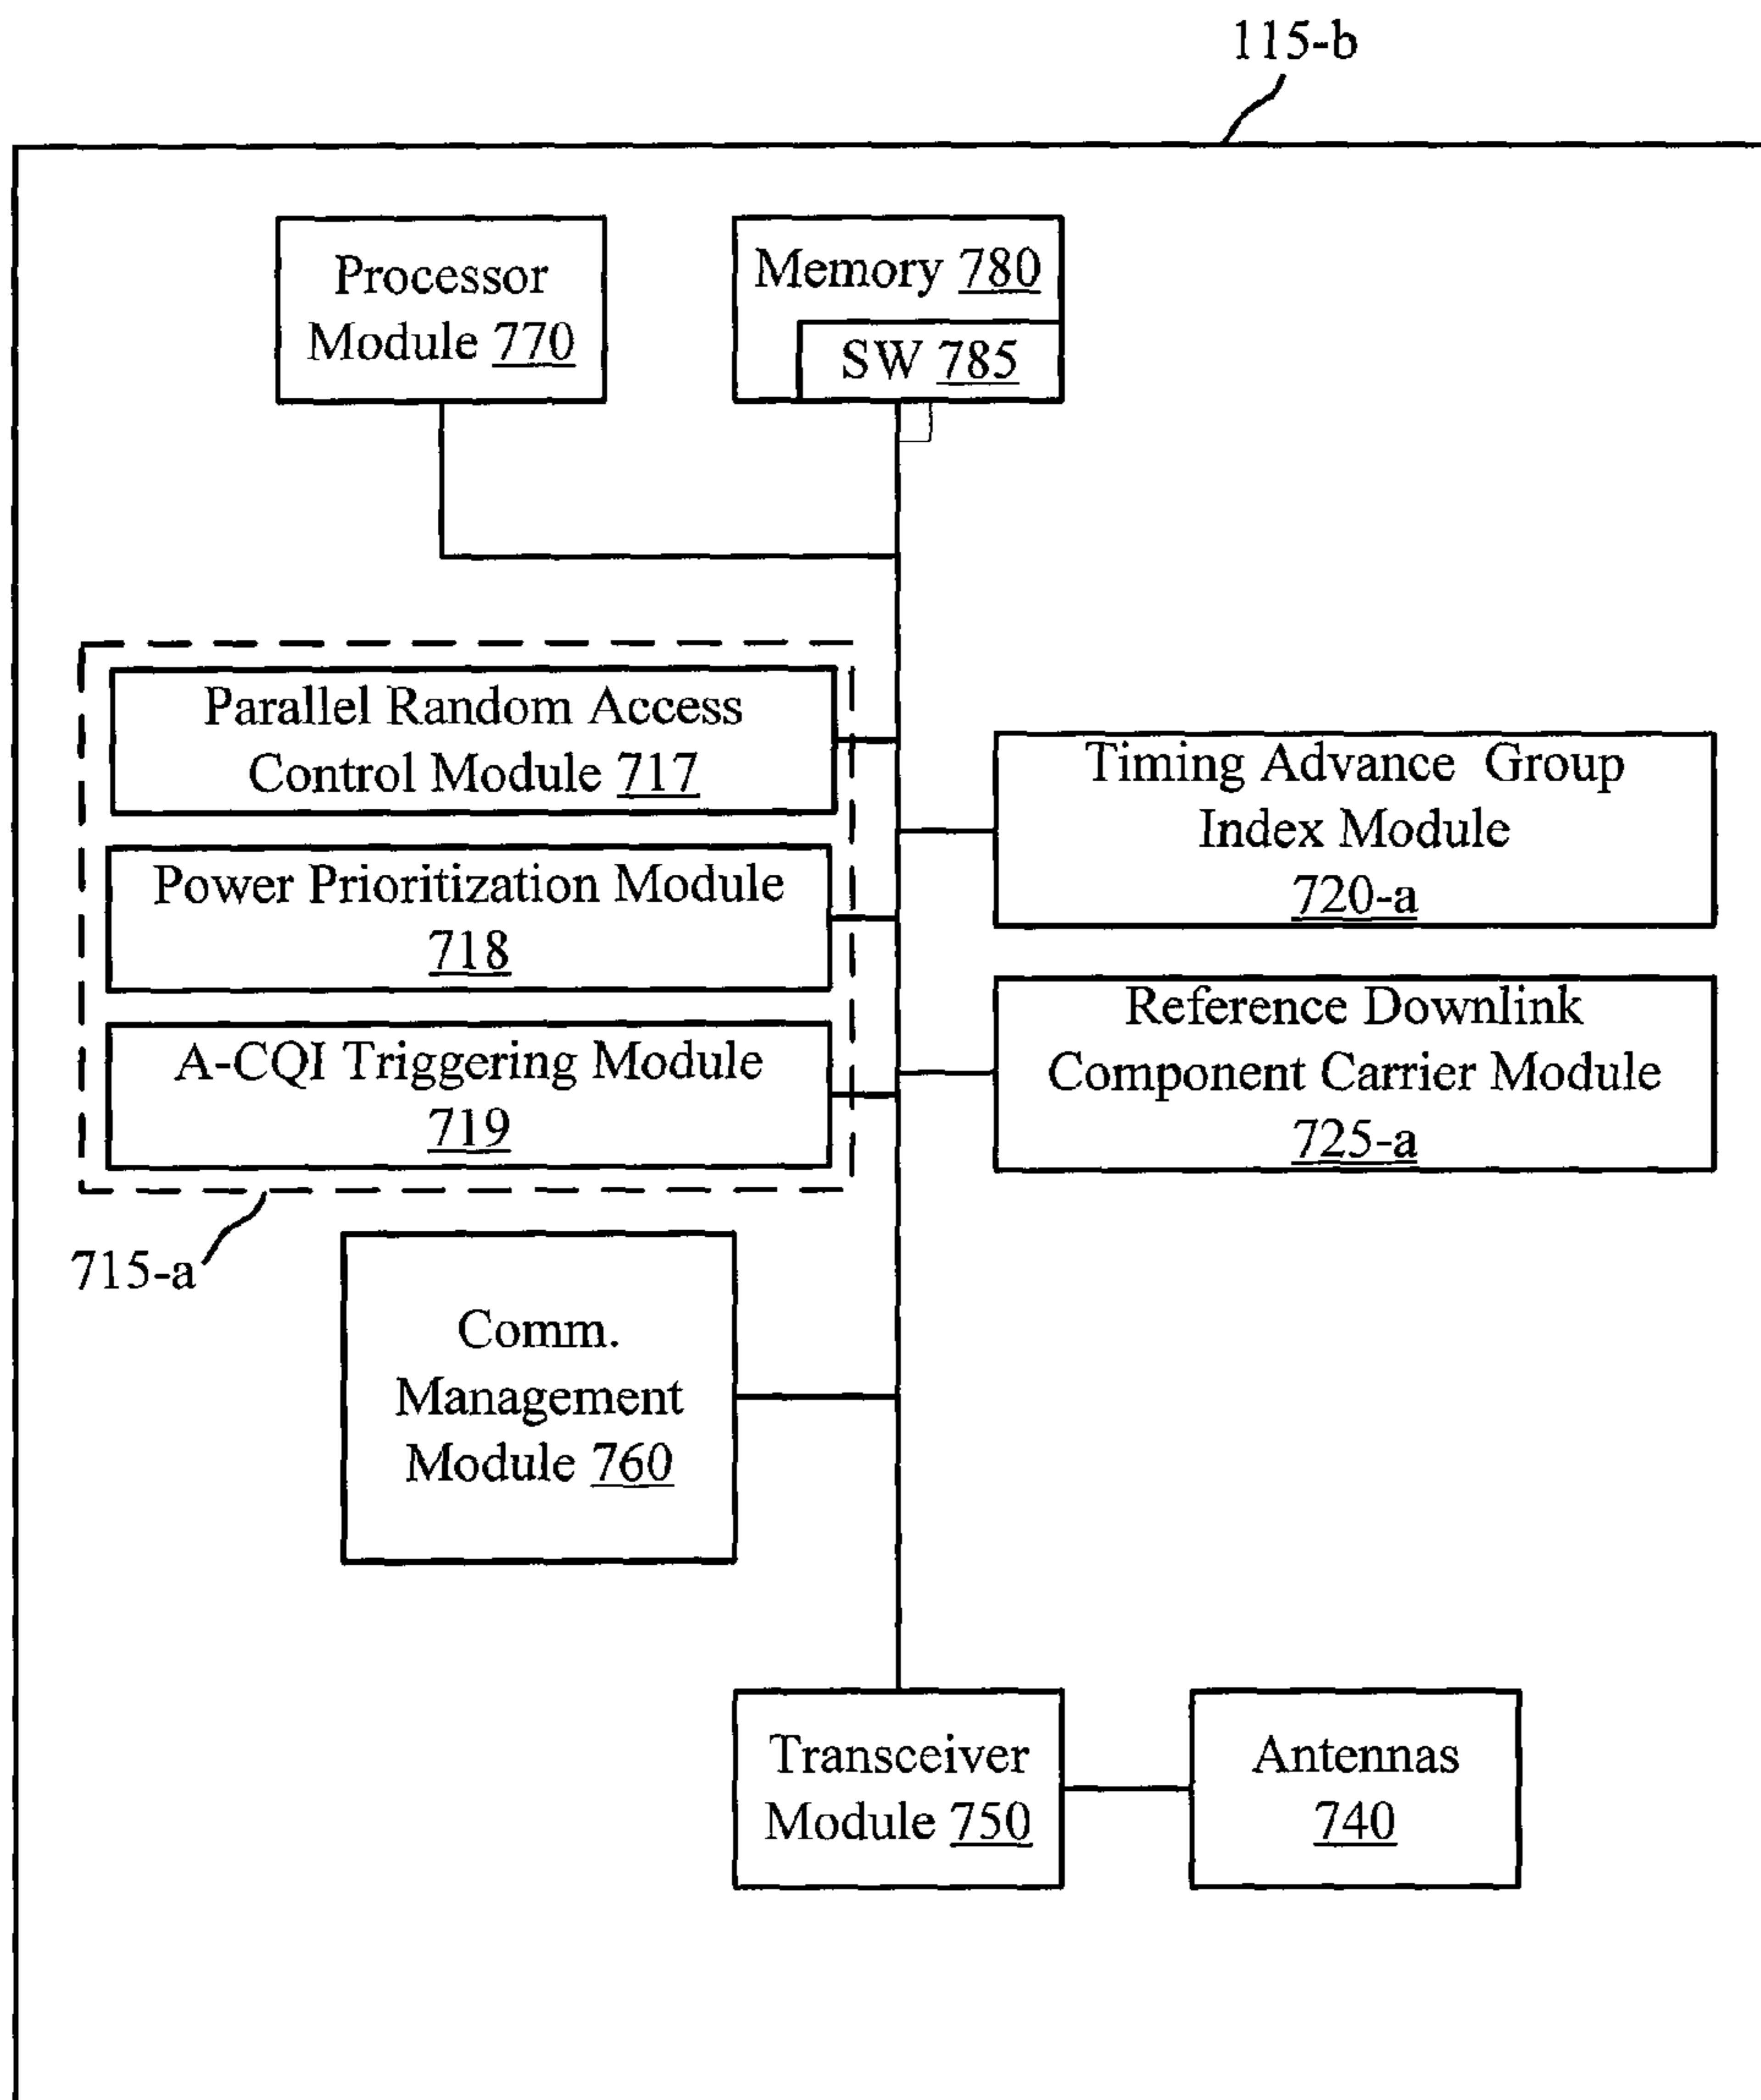 115-b
Processor
Module 770
Memory 780
SW 785
Parallel Random Access
Control Module 717
Power Prioritization Module
718
A-CQI Triggering Module
719
715-a
Timing Advance Group
Index Module
720-a
Reference Downlink
Component Carrier Module
725-a
Comm.
Management
Module 760
Transceiver
Module 750
Antennas
740